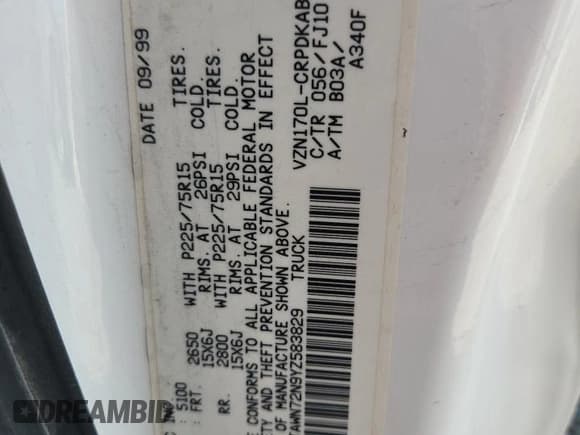 DATE 09/99
: 5100
: FRT. 2650 WITH P225/75R15 TIRES.
15X6J RIMS. AT 26PSI COLD.
RR. 2800 WITH P225/75R15 TIRES.
15X6J RIMS. AT 29PSI COLD.
CONFORMS TO ALL APPLICABLE FEDERAL MOTOR
AND THEFT PREVENTION STANDARDS IN EFFECT
OF MANUFACTURE SHOWN ABOVE.
WN72N9YZ583829 TRUCK
VZN170L-CRPDKAB
C/TR 056/FJ10
A/TM B03A/
A340F
DREAMBID